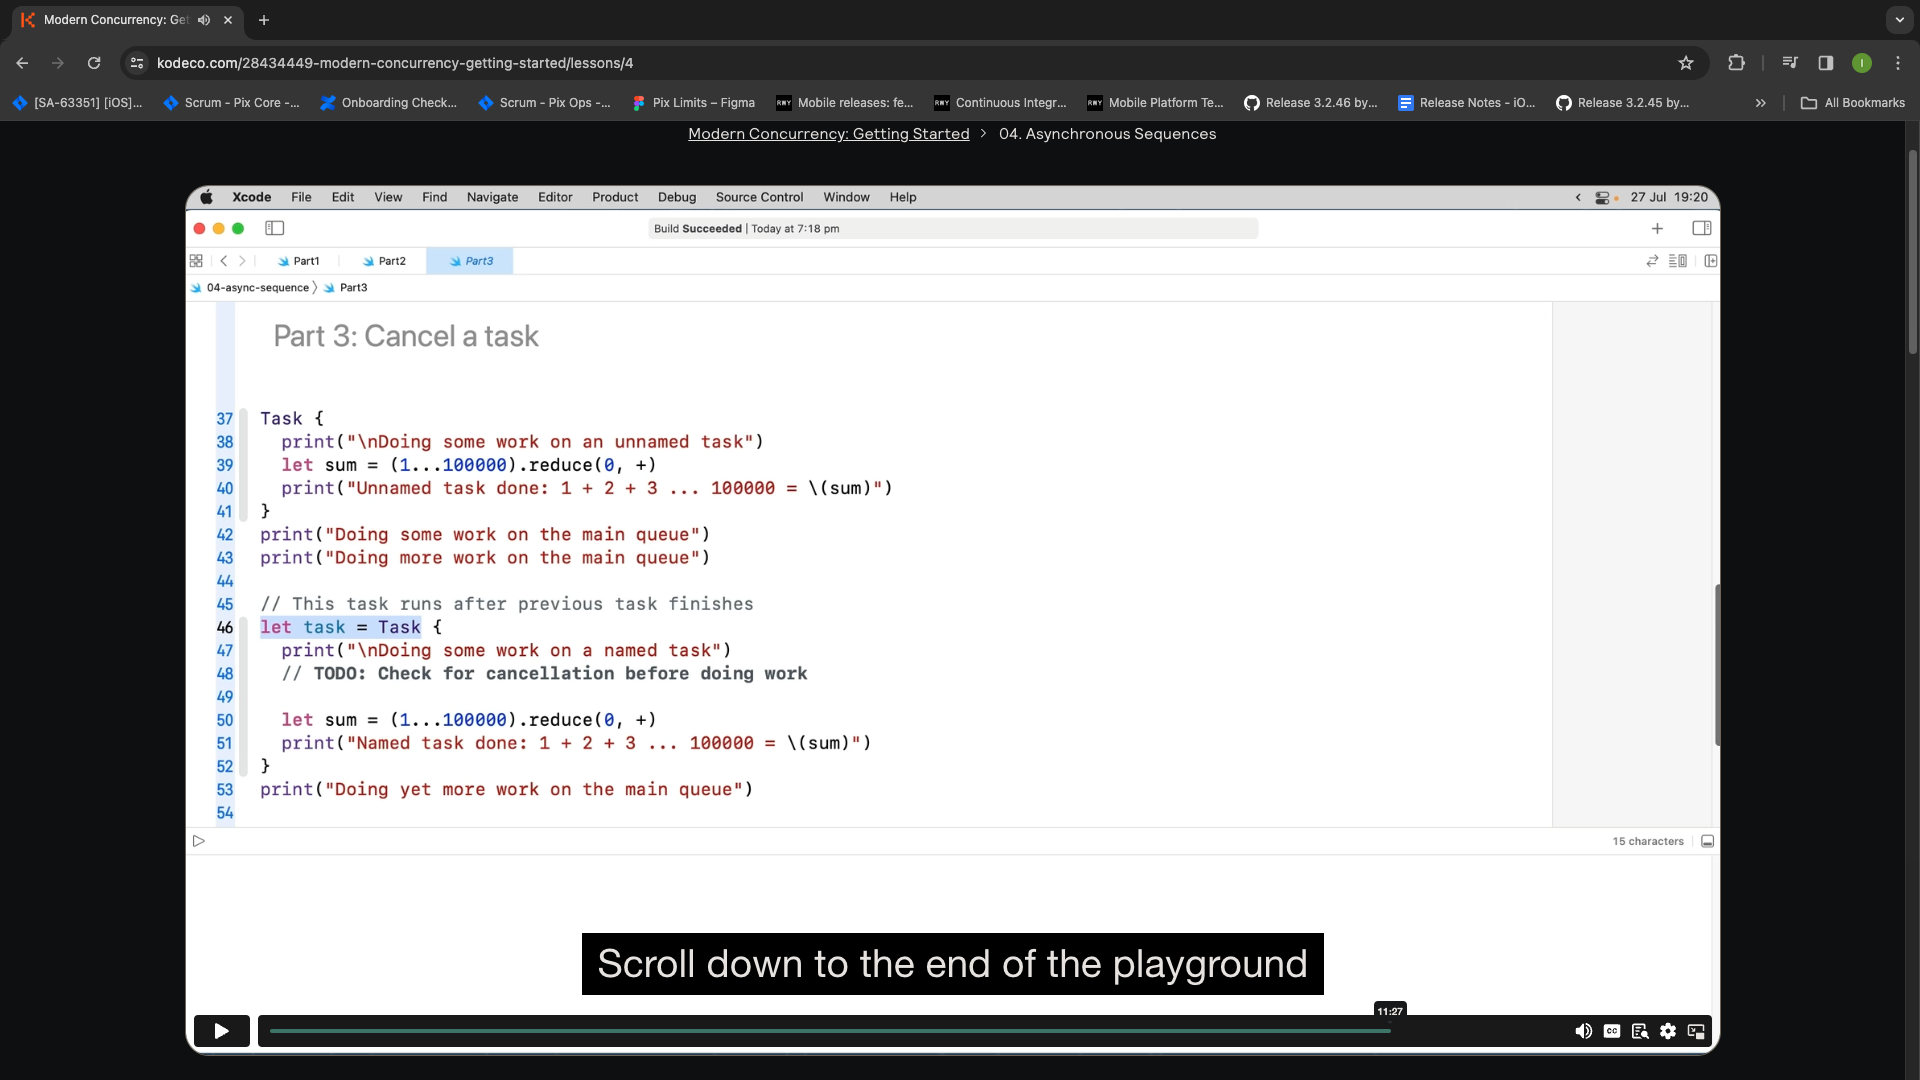 Modern Concurrency: Get
kodeco.com/28434449-modern-concurrency-getting-started/lessons/4
I
[SA-63351] [iOS]...
Scrum - Pix Core -...
Onboarding Check...
Scrum - Pix Ops -...
Pix Limits – Figma
RWY Mobile releases: fe...
RWY Continuous Integr...
RWY Mobile Platform Te...
Release 3.2.46 by...
Release Notes - iO...
Release 3.2.45 by...
»
All Bookmarks
Modern Concurrency: Getting Started > 04. Asynchronous Sequences
Xcode File Edit View Find Navigate Editor Product Debug Source Control Window Help
27 Jul 19:20
Build Succeeded | Today at 7:18 pm
Part1
Part2
Part3
04-async-sequence 〉 Part3
Part 3: Cancel a task
37 Task {
38 print("\nDoing some work on an unnamed task")
39 let sum = (1...100000).reduce(0, +)
40 print("Unnamed task done: 1 + 2 + 3 ... 100000 = \(sum)")
41 }
42 print("Doing some work on the main queue")
43 print("Doing more work on the main queue")
44
45 // This task runs after previous task finishes
46 let task = Task {
47 print("\nDoing some work on a named task")
48 // TODO: Check for cancellation before doing work
49
50 let sum = (1...100000).reduce(0, +)
51 print("Named task done: 1 + 2 + 3 ... 100000 = \(sum)")
52 }
53 print("Doing yet more work on the main queue")
54
15 characters
Scroll down to the end of the playground
11:27
CC